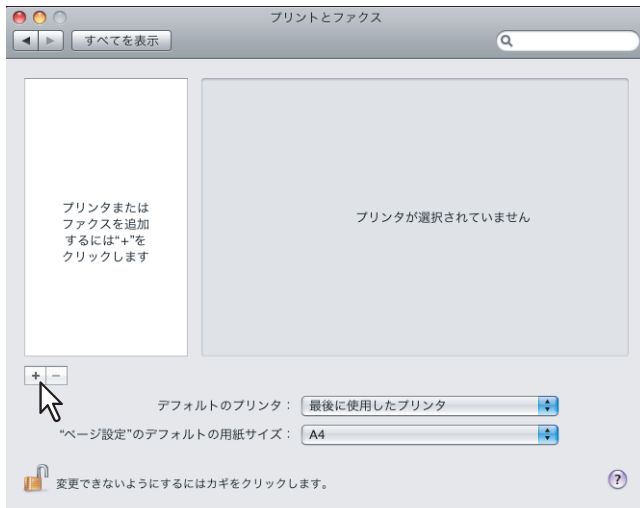 プリントとファクス
すべてを表示
プリンタまたは
ファクスを追加
するには“+”を
クリックします
プリンタが選択されていません
+ −
デフォルトのプリンタ： 最後に使用したプリンタ
“ページ設定”のデフォルトの用紙サイズ： A4
変更できないようにするにはカギをクリックします。 ?